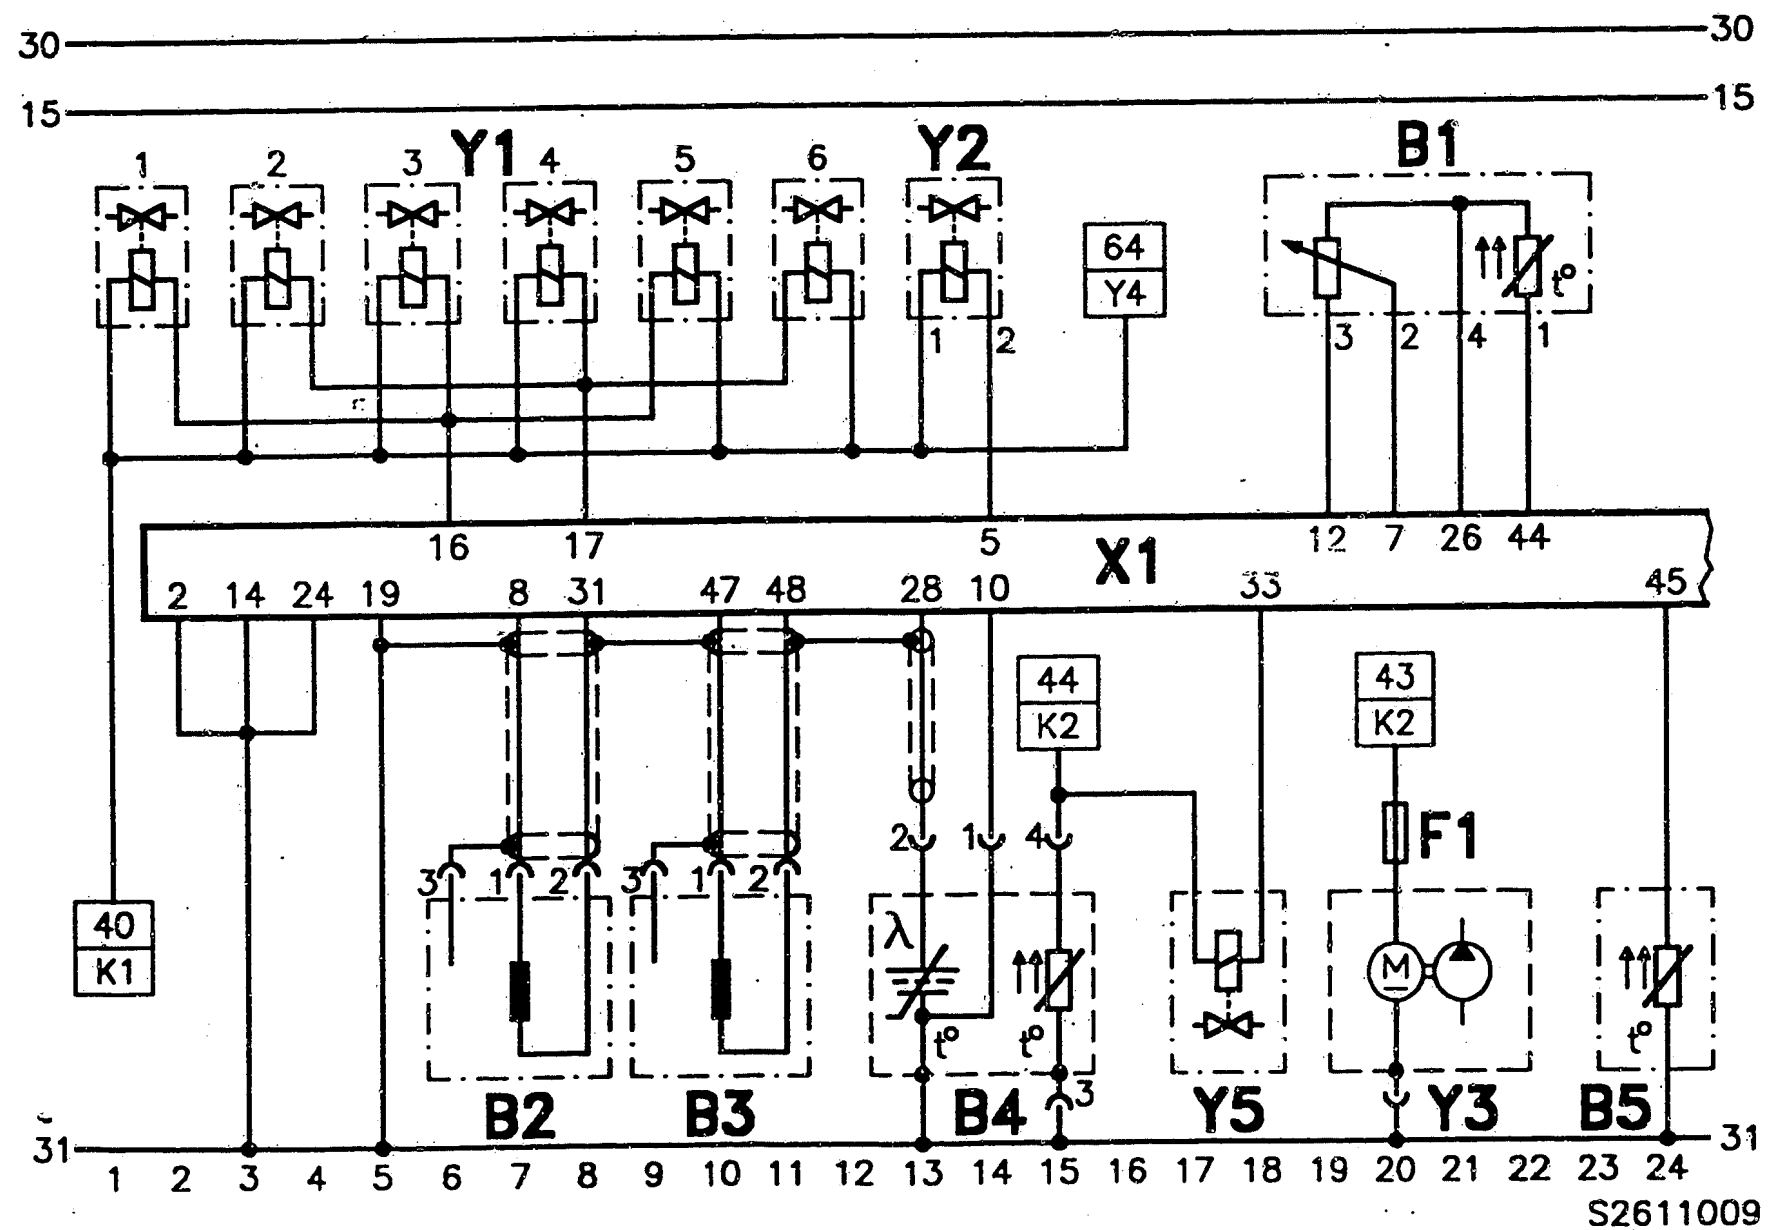 30 30
15 15
Y1 Y2 B1
1 2 3 4 5 6
64
Y4
t°
1 2 3 2 4 1
16 17 5 12 7 26 44
X1
2 14 24 19 8 31 47 48 28 10 33 45
44 43
K2 K2
F1
2 1 4
3 1 2 3 1 2
40
K1
λ M
t° t° t°
B2 B3 B4 3 Y5 Y3 B5
31 31
1 2 3 4 5 6 7 8 9 10 11 12 13 14 15 16 17 18 19 20 21 22 23 24
S2611009